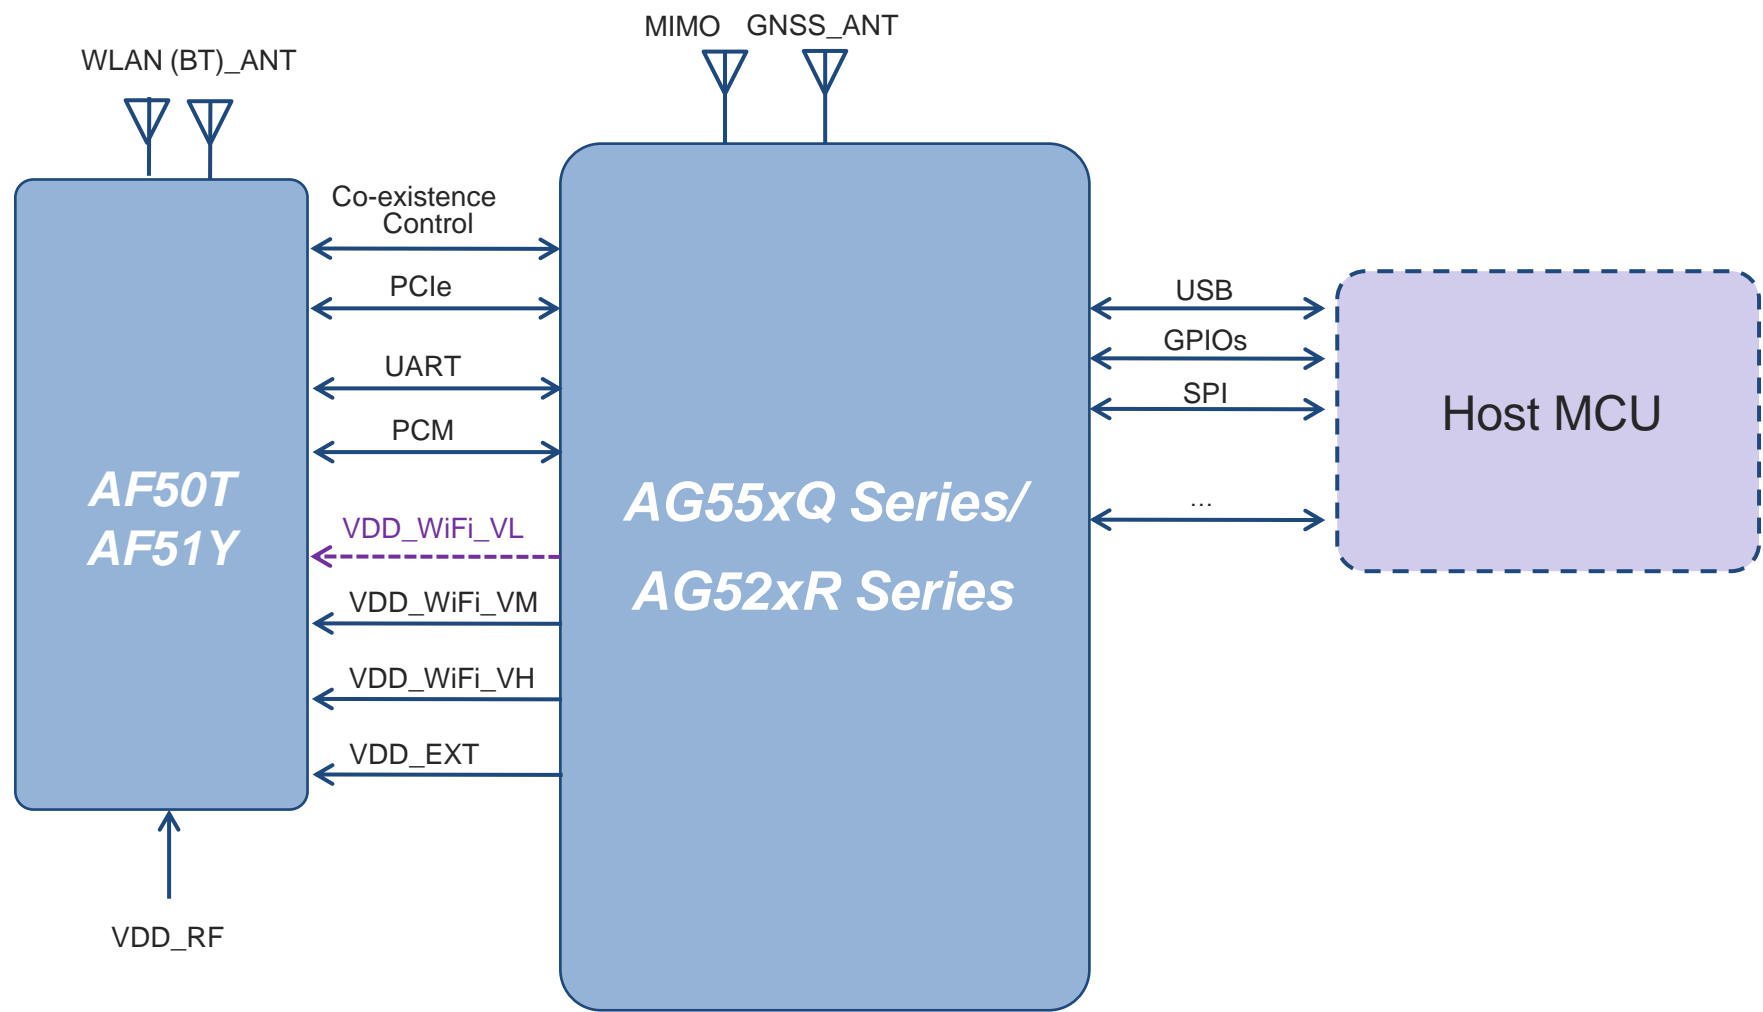 MIMO
GNSS_ANT
WLAN (BT)_ANT
Co-existence
Control
PCIe
UART
PCM
VDD_WiFi_VL
VDD_WiFi_VM
VDD_WiFi_VH
VDD_EXT
AF50T
AF51Y
VDD_RF
AG55xQ Series/
AG52xR Series
USB
GPIOs
SPI
...
Host MCU